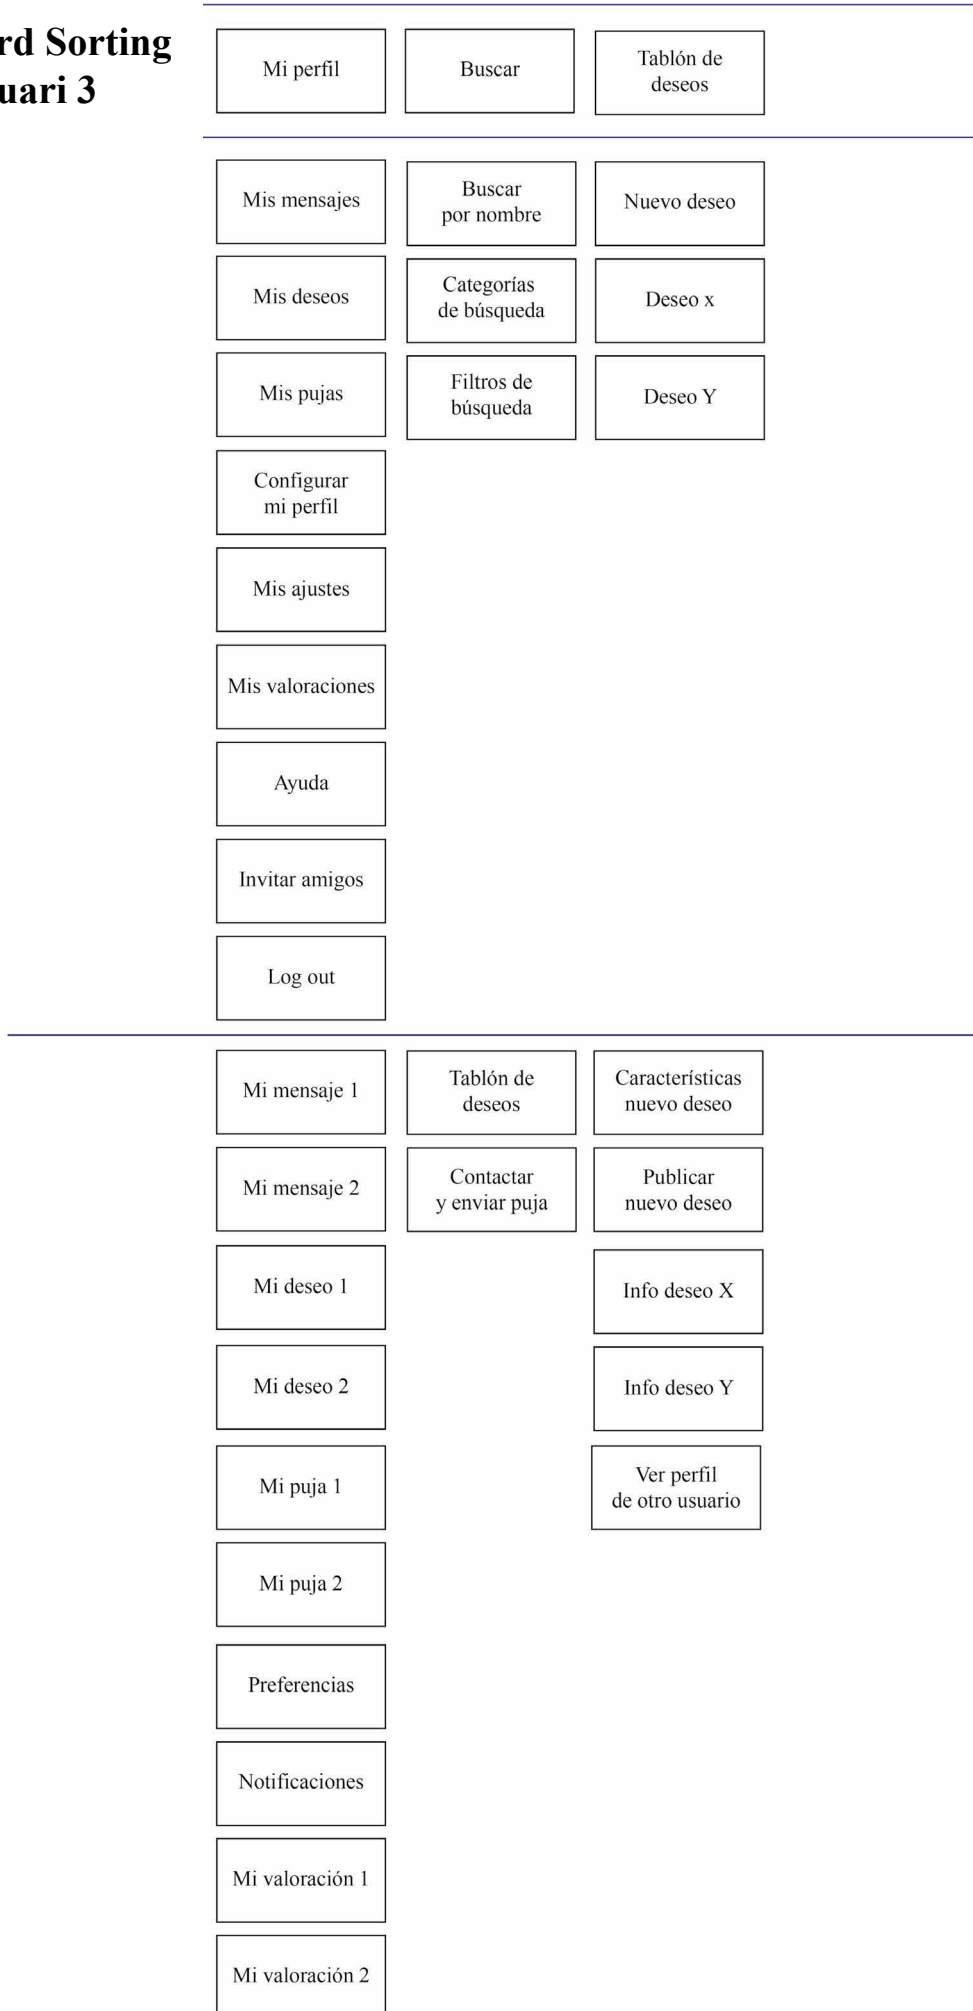 rd Sorting
uari 3
Mi perfil
Buscar
Tablón de
deseos
Mis mensajes
Buscar
por nombre
Nuevo deseo
Mis deseos
Categorías
de búsqueda
Deseo x
Mis pujas
Filtros de
búsqueda
Deseo Y
Configurar
mi perfil
Mis ajustes
Mis valoraciones
Ayuda
Invitar amigos
Log out
Mi mensaje 1
Tablón de
deseos
Características
nuevo deseo
Mi mensaje 2
Contactar
y enviar puja
Publicar
nuevo deseo
Mi deseo 1
Info deseo X
Mi deseo 2
Info deseo Y
Mi puja 1
Ver perfil
de otro usuario
Mi puja 2
Preferencias
Notificaciones
Mi valoración 1
Mi valoración 2